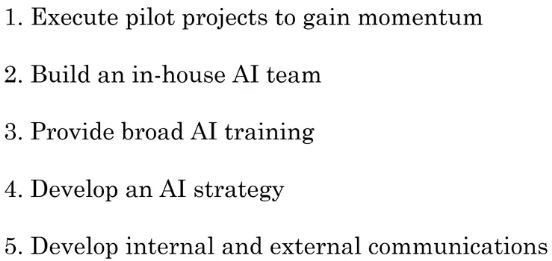 1. Execute pilot projects to gain momentum
2. Build an in-house AI team
3. Provide broad AI training
4. Develop an AI strategy
5. Develop internal and external communications